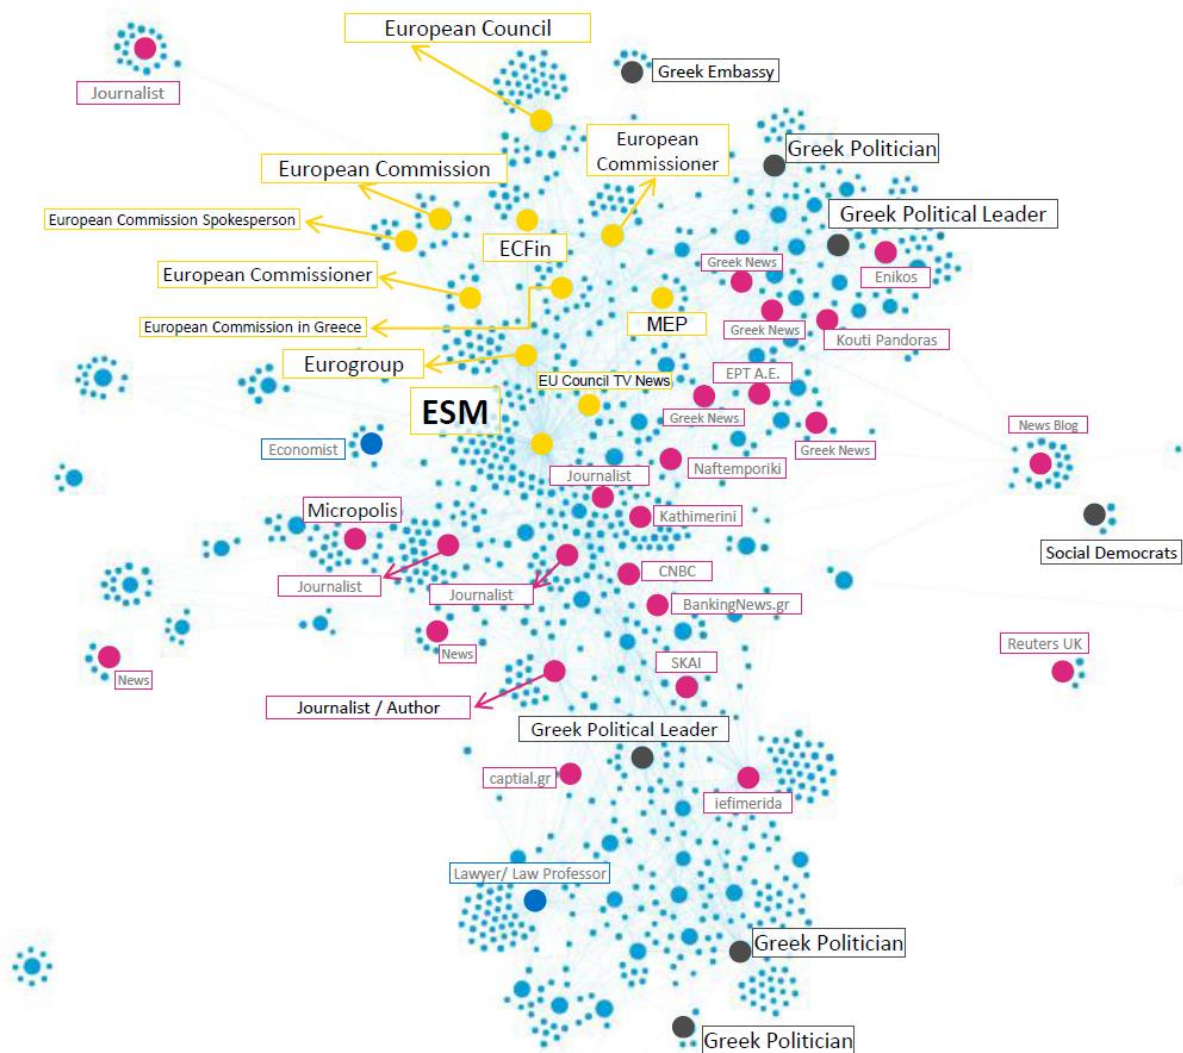 European Council
Greek Embassy
Journalist
European
Commissioner
Greek Politician
European Commission
European Commission Spokesperson
Greek Political Leader
ECFin
Greek News
Enikos
European Commissioner
European Commission in Greece
MEP
Greek News
Kouti Pandoras
Eurogroup
EU Council TV News
EPT A.E.
ESM
Greek News
News Blog
Economist
Greek News
Journalist
Naftemporiki
Micropolis
Kathimerini
Social Democrats
Journalist
Journalist
CNBC
BankingNews.gr
News
SKAI
Reuters UK
News
Journalist / Author
Greek Political Leader
captial.gr
iefimerida
Lawyer/ Law Professor
Greek Politician
Greek Politician